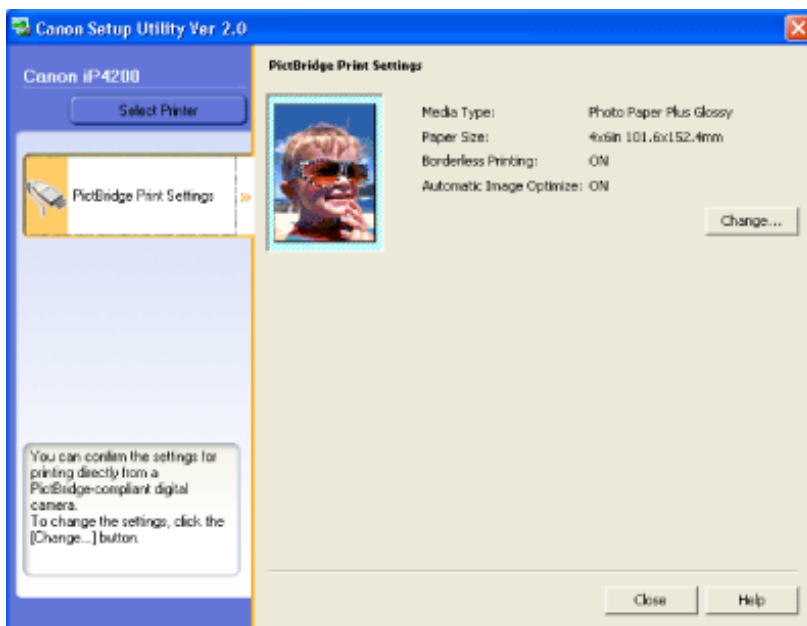 Canon Setup Utility Ver 2.0
Canon iP4200
Select Printer
PictBridge Print Settings
You can confirm the settings for
printing directly from a
PictBridge-compliant digital
camera.
To change the settings, click the
[Change...] button.
PictBridge Print Settings
Media Type: Photo Paper Plus Glossy
Paper Size: 4x6in 101.6x152.4mm
Borderless Printing: ON
Automatic Image Optimize: ON
Change...
Close Help